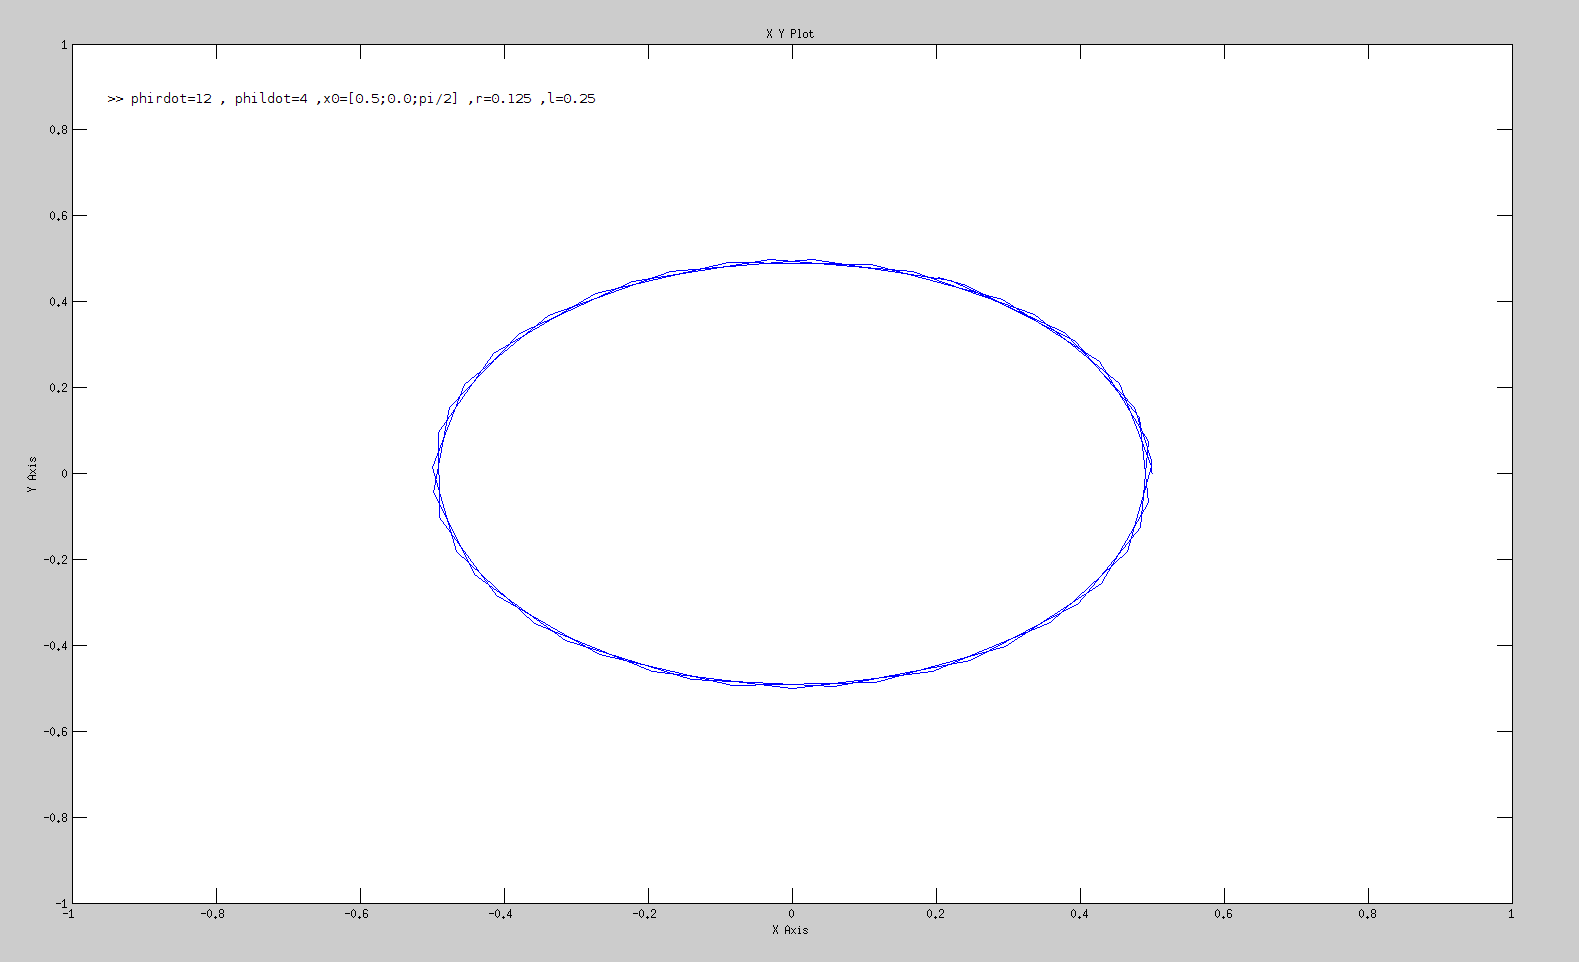 X Y Plot
>> phirdot=12 , phildot=4 ,x0=[0.5;0.0;pi/2] ,r=0.125 ,l=0.25
1
0.8
0.6
0.4
0.2
0
-0.2
-0.4
-0.6
-0.8
-1
Y Axis
-1 -0.8 -0.6 -0.4 -0.2 0 0.2 0.4 0.6 0.8 1
X Axis